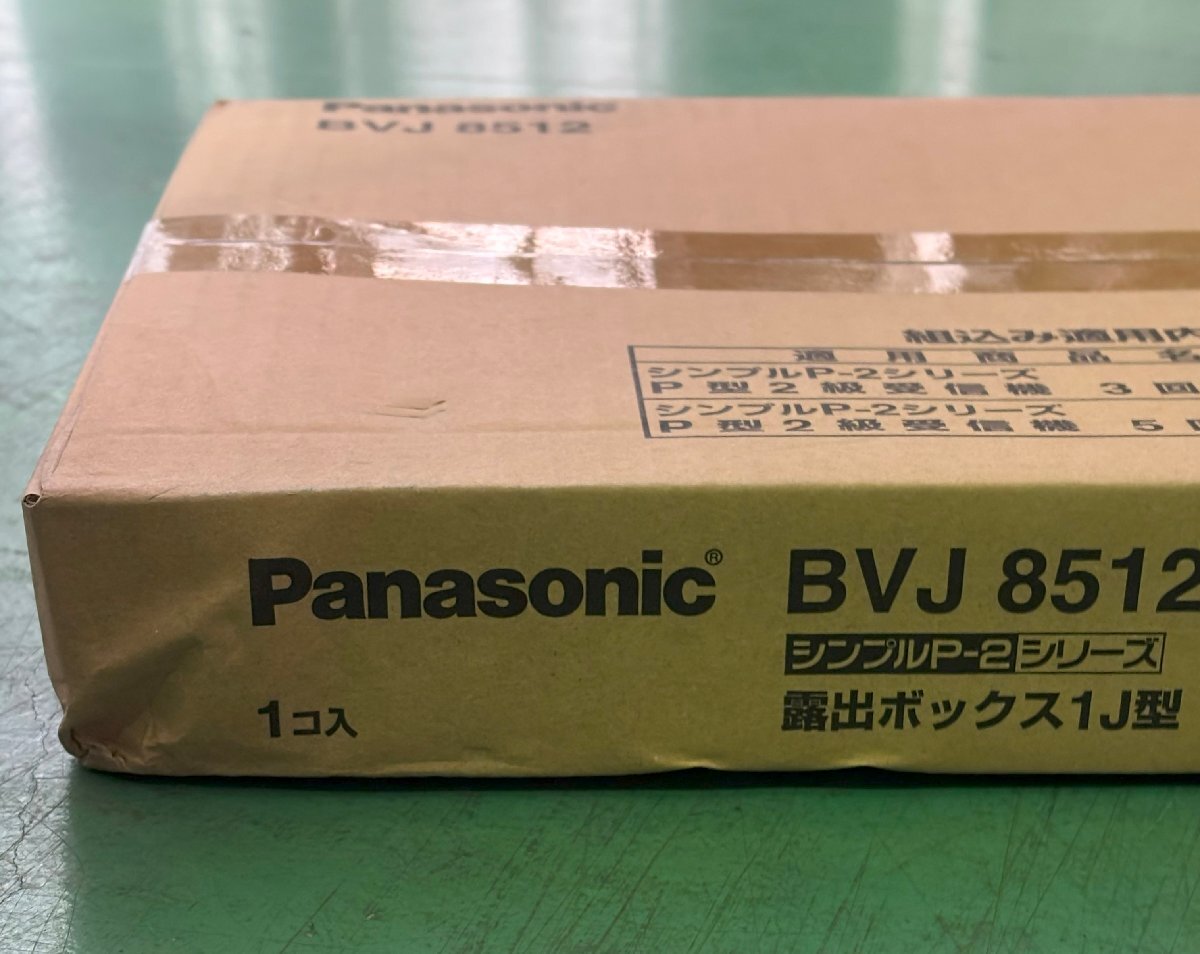 Panasonic
BVJ 8512
組込み適用内
適用商品名
シンプルP-2シリーズ
P型2級受信機 3回
シンプルP-2シリーズ
P型2級受信機 5回
Panasonic®
BVJ 8512
シンプルP-2シリーズ
1コ入
露出ボックス1J型